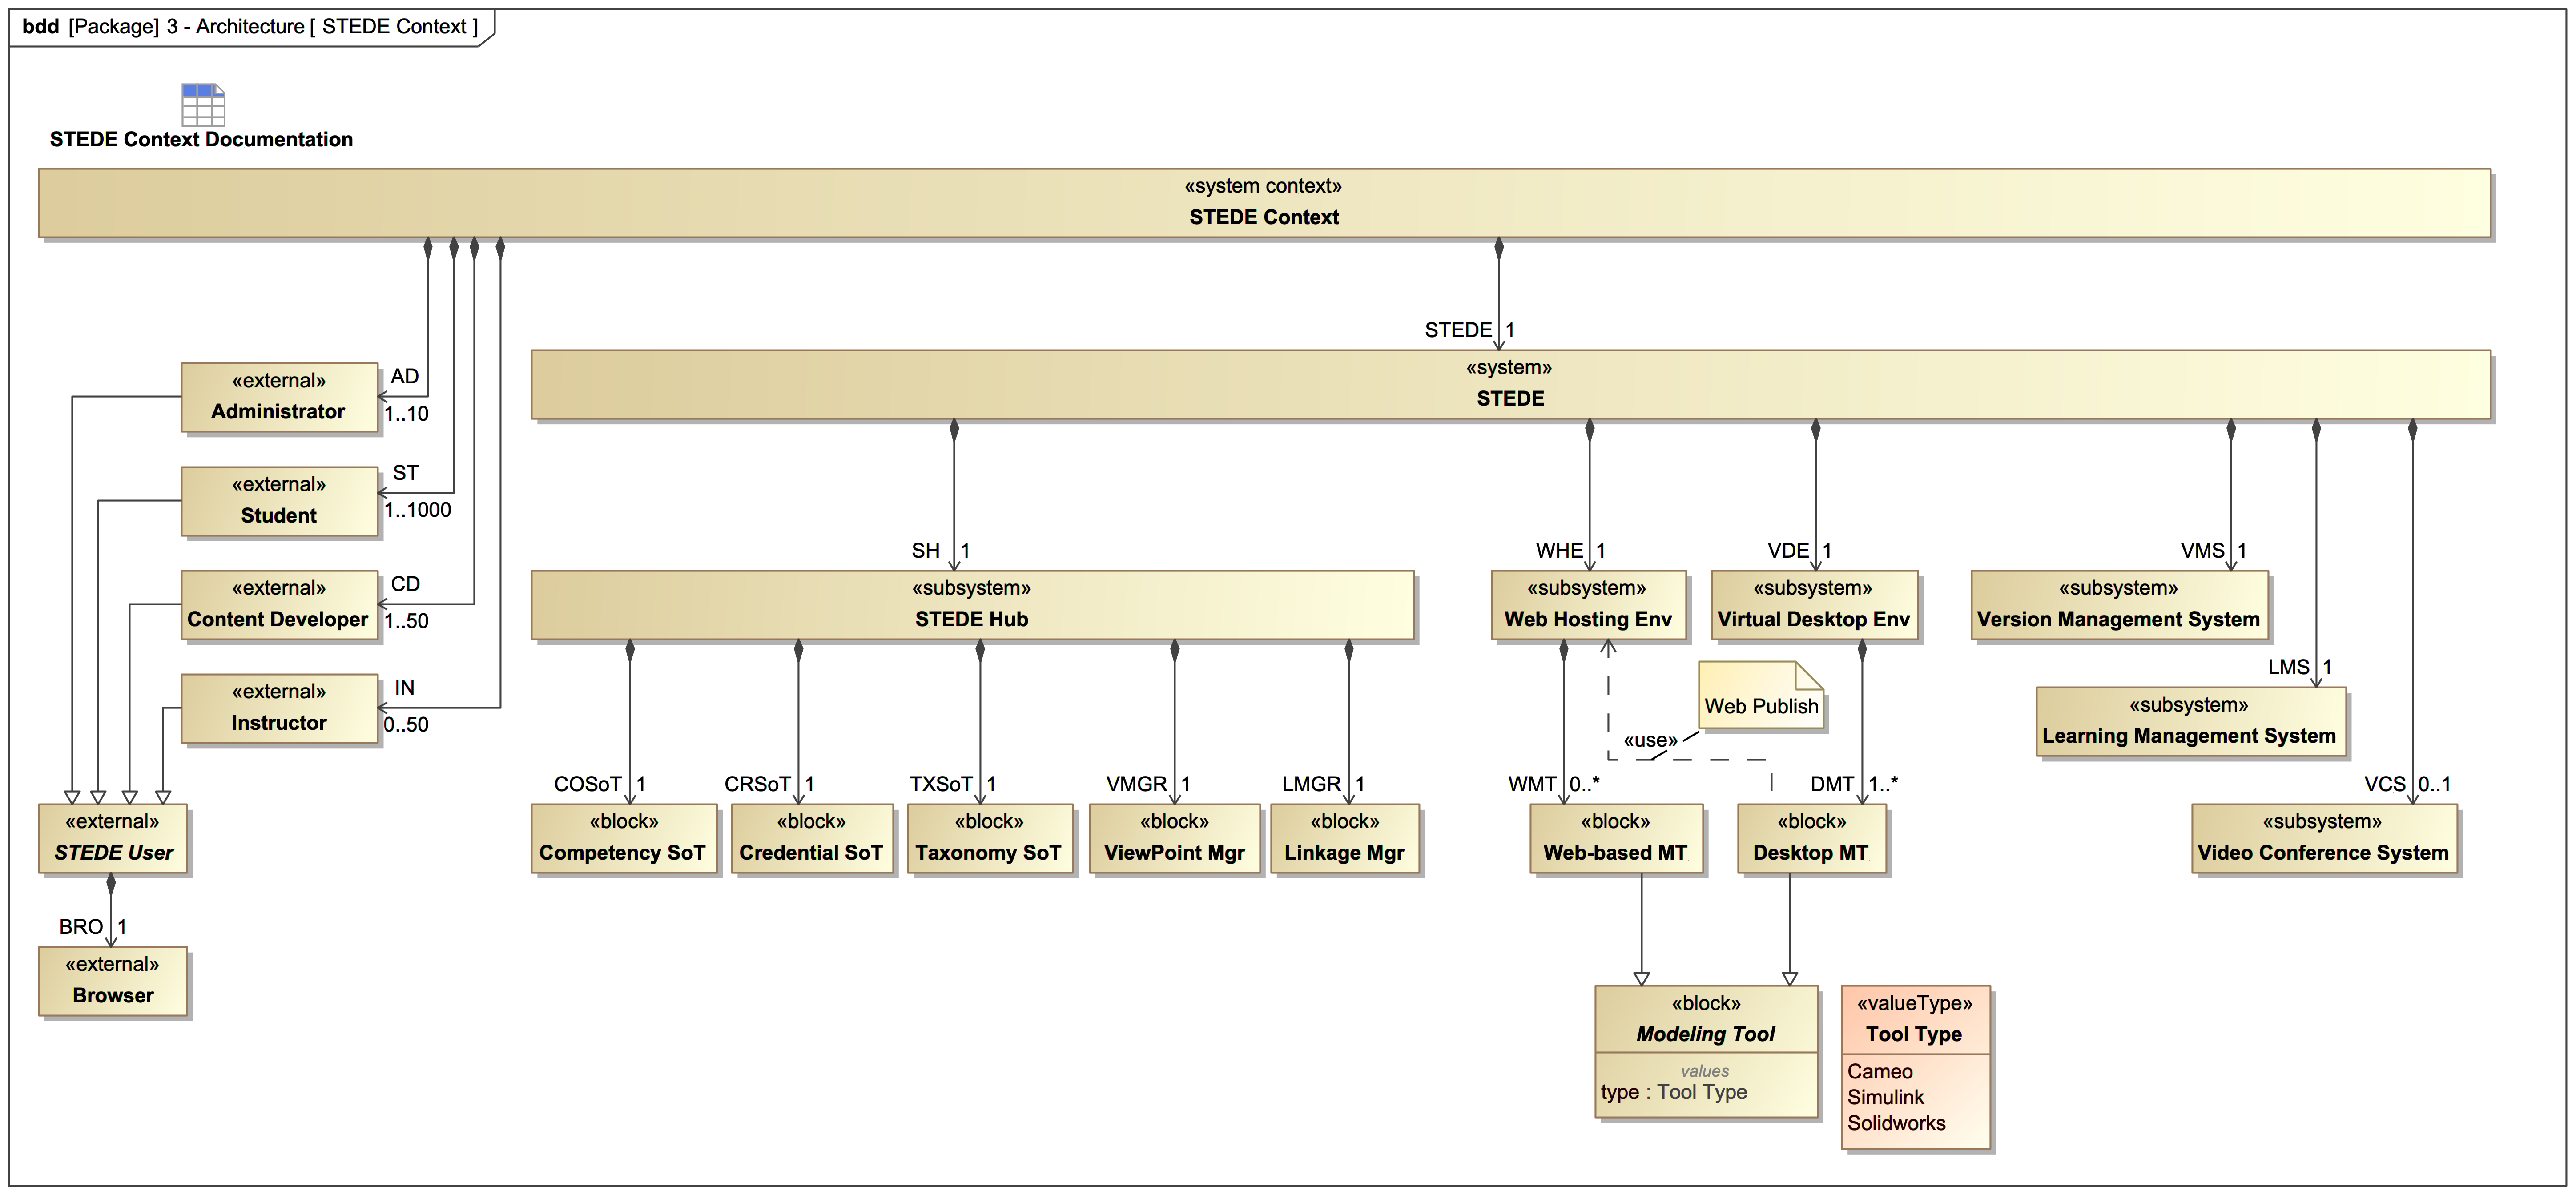 bdd [Package] 3 - Architecture [ STEDE Context ]
STEDE Context Documentation
«system context»
STEDE Context
STEDE 1
«system»
STEDE
«external»
Administrator
AD
1..10
«external»
Student
ST
1..1000
«external»
Content Developer
CD
1..50
«external»
Instructor
IN
0..50
«external»
STEDE User
BRO 1
«external»
Browser
SH 1
«subsystem»
STEDE Hub
COSoT 1
«block»
Competency SoT
CRSoT 1
«block»
Credential SoT
TXSoT 1
«block»
Taxonomy SoT
VMGR 1
«block»
ViewPoint Mgr
LMGR 1
«block»
Linkage Mgr
WHE 1
«subsystem»
Web Hosting Env
VDE 1
«subsystem»
Virtual Desktop Env
Web Publish
«use»
WMT 0..*
«block»
Web-based MT
DMT 1..*
«block»
Desktop MT
«block»
Modeling Tool
values
type : Tool Type
«valueType»
Tool Type
Cameo
Simulink
Solidworks
VMS 1
«subsystem»
Version Management System
LMS 1
«subsystem»
Learning Management System
VCS 0..1
«subsystem»
Video Conference System